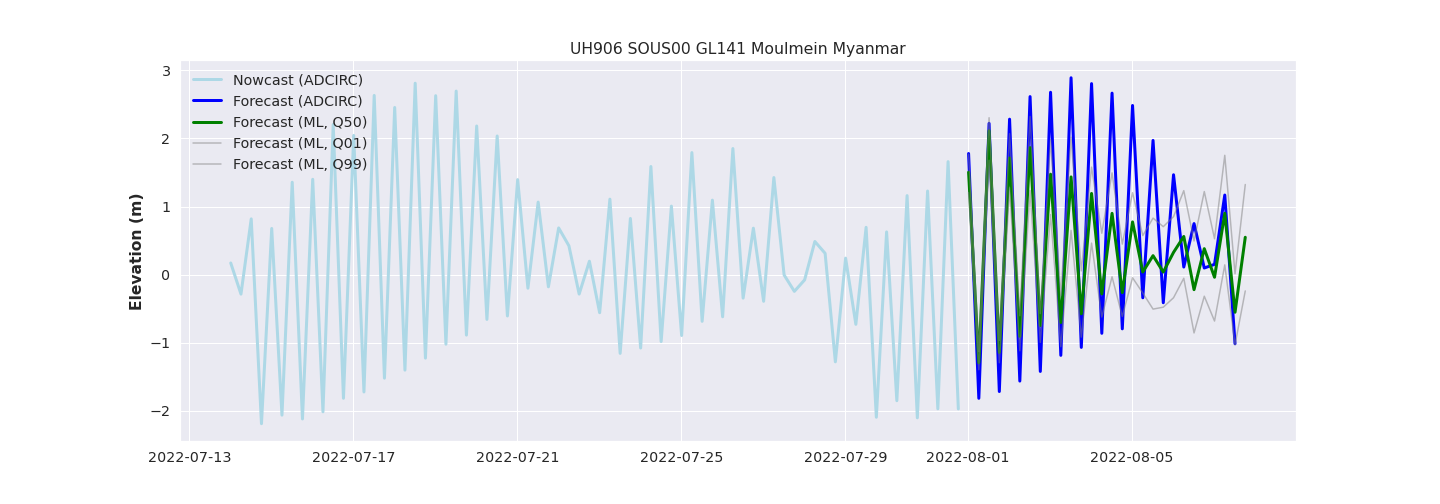 UH906 SOUS00 GL141 Moulmein Myanmar
Nowcast (ADCIRC)
Forecast (ADCIRC)
Forecast (ML, Q50)
Forecast (ML, Q01)
Forecast (ML, Q99)
Elevation (m)
3
2
1
0
−1
−2
2022-07-13 2022-07-17 2022-07-21 2022-07-25 2022-07-29 2022-08-01 2022-08-05